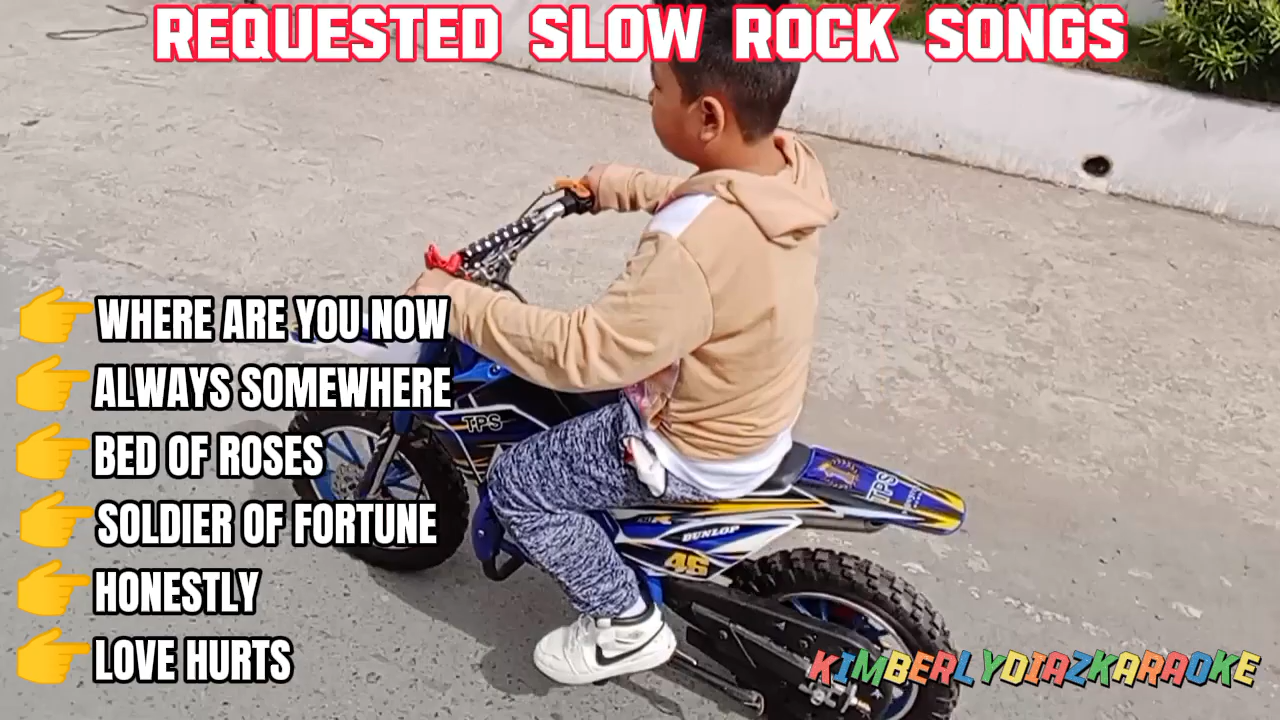 REQUESTED SLOW ROCK SONGS
WHERE ARE YOU NOW
ALWAYS SOMEWHERE
BED OF ROSES
SOLDIER OF FORTUNE
HONESTLY
LOVE HURTS
TPS
TPS
DUNLOP
46
KIMBERLYDIAZKARAOKE